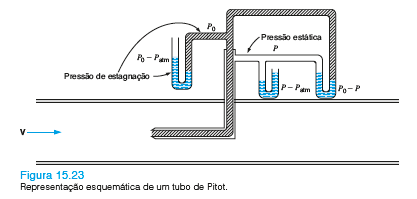 P₀
Pressão estática
P
P₀ − Patm
Pressão de estagnação
P − Patm
P₀ − P
V
Figura 15.23
Representação esquemática de um tubo de Pitot.